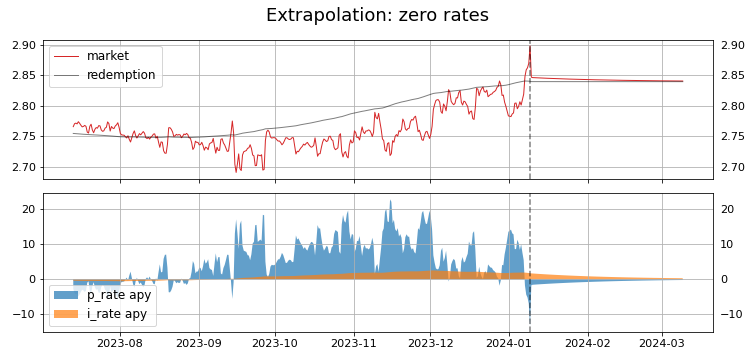 Extrapolation: zero rates
2.90 2.90
market
redemption
2.85 2.85
2.80 2.80
2.75 2.75
2.70 2.70
20 20
10 10
0 0
p_rate apy
i_rate apy
−10 −10
2023-08 2023-09 2023-10 2023-11 2023-12 2024-01 2024-02 2024-03